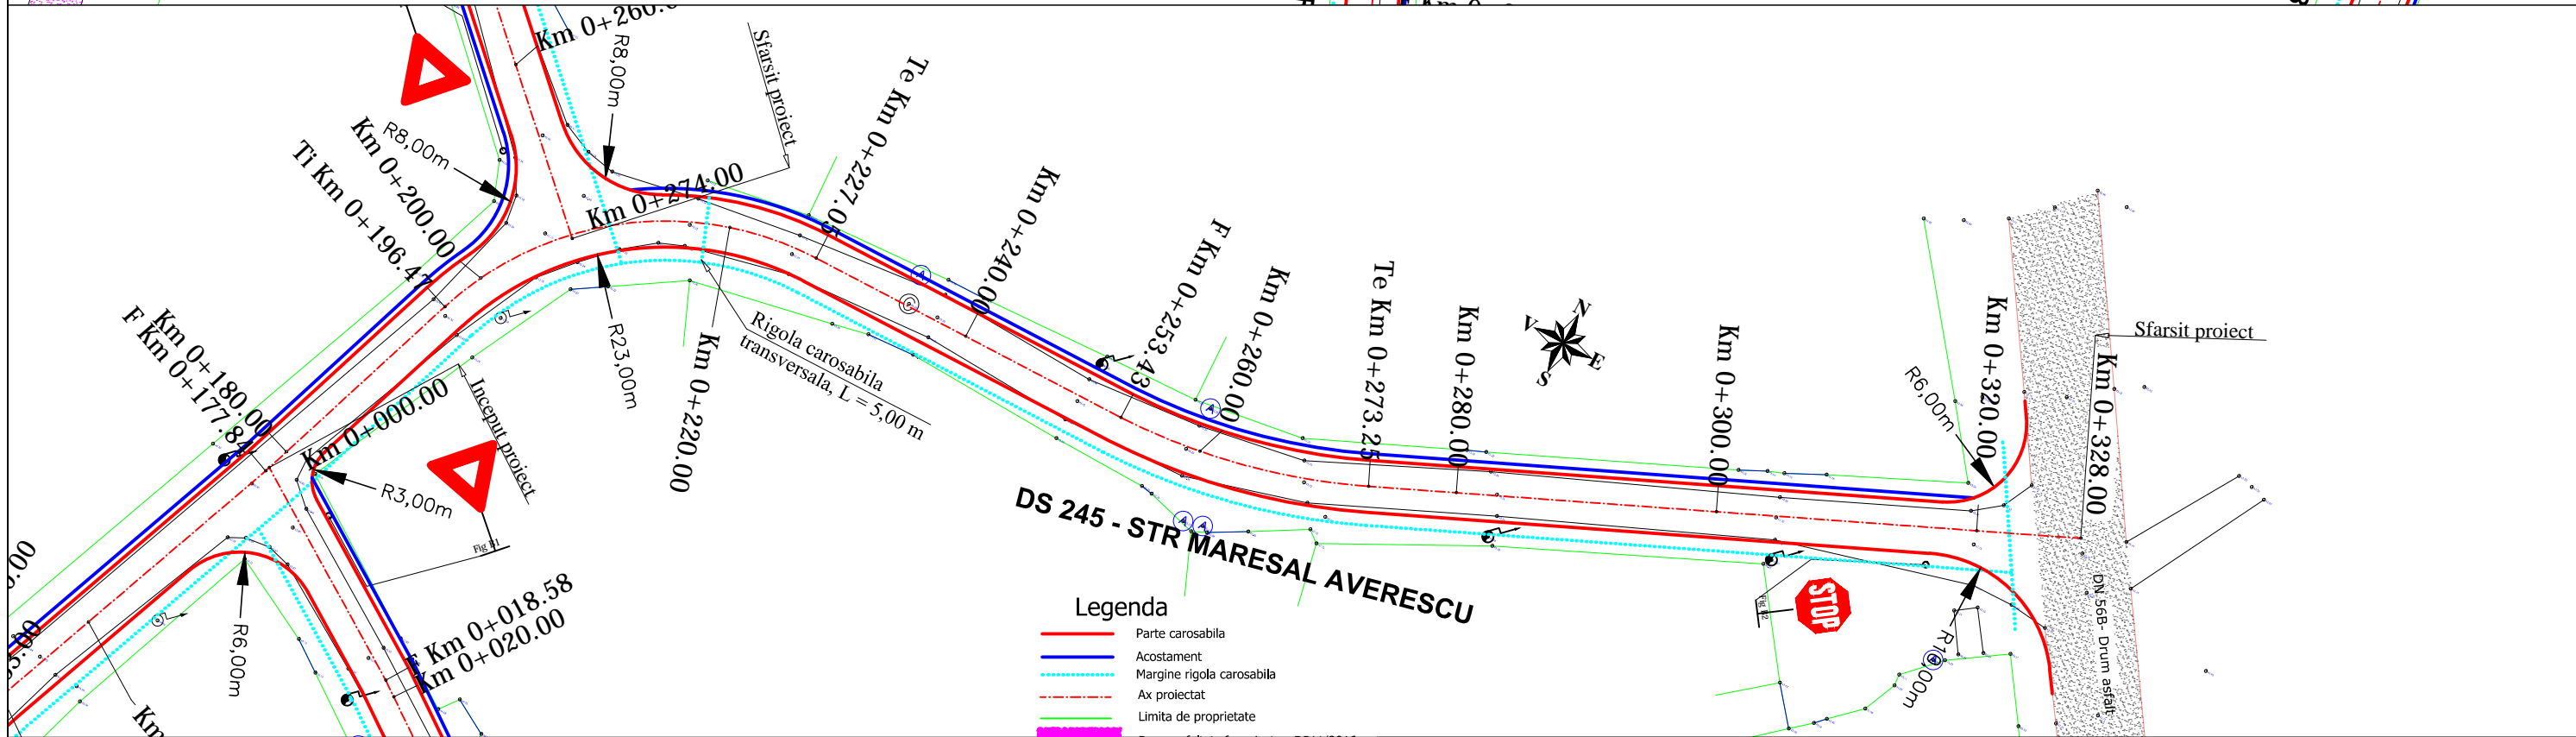 Km 0+260.0
R8,00m
Sfarsit proiect
Te Km 0+227.05
R8,00m
Km 0+200.00
Ti Km 0+196.47
Km 0+274.00
Km 0+240.00
F Km 0+253.43
Km 0+260.00
Te Km 0+273.25
Km 0+280.00
Km 0+300.00
Km 0+320.00
N
V
E
S
Sfarsit proiect
Km 0+328.00
R6,00m
Km 0+180.00
F Km 0+177.84
Km 0+000.00
Inceput proiect
R3,00m
R23,00m
Km 0+220.00
Rigola carosabila
transversala, L = 5,00 m
DS 245 - STR MARESAL AVERESCU
STOP
DN 56B- Drum asfalt
F Km 0+018.58
Km 0+020.00
R6,00m
Km
Legenda
Parte carosabila
Acostament
Margine rigola carosabila
Ax proiectat
Limita de proprietate